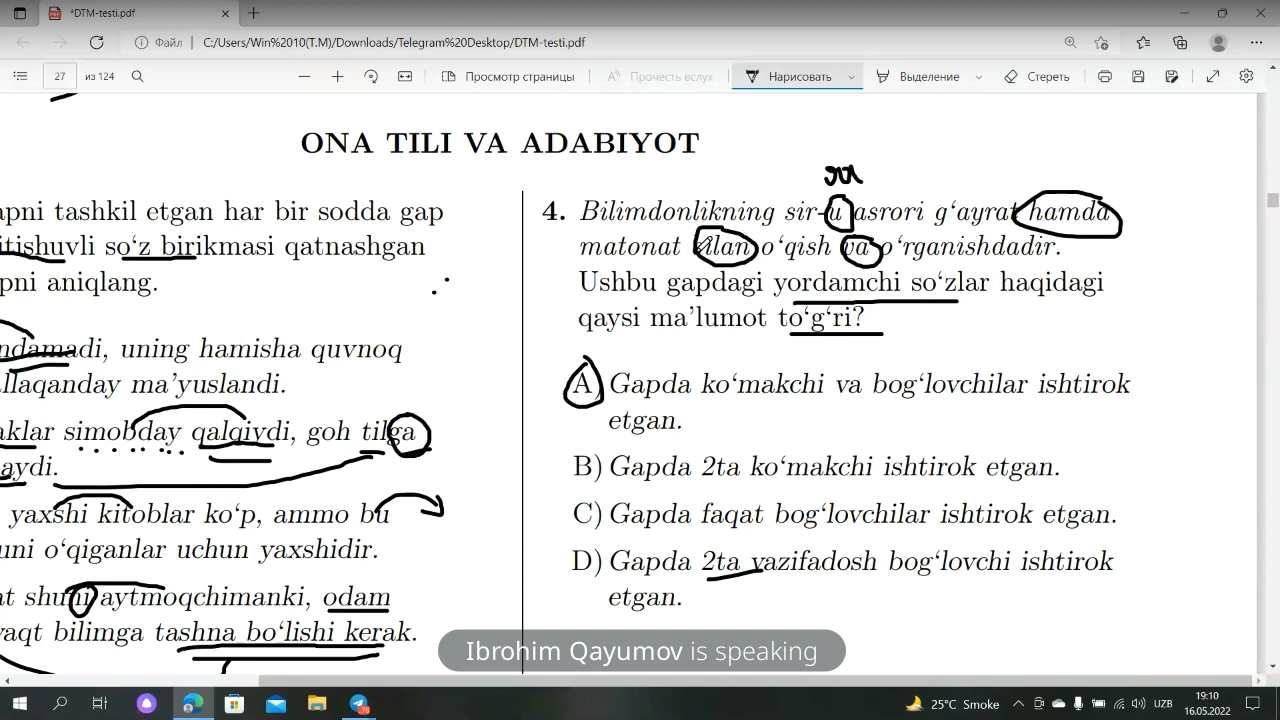 *DTM-testi.pdf
Файл
C:/Users/Win%2010(T.M)/Downloads/Telegram%20Desktop/DTM-testi.pdf
27 из 124
Просмотр страницы
Прочесть вслух
Нарисовать
Выделение
Стереть
ONA TILI VA ADABIYOT
apni tashkil etgan har bir sodda gap
itishuvli so‘z birikmasi qatnashgan
pni aniqlang.
ndamadi, uning hamisha quvnoq
allaqanday ma’yuslandi.
aklar simobday qalqiydi, goh tilga
aydi.
yaxshi kitoblar ko‘p, ammo bu
uni o‘qiganlar uchun yaxshidir.
at shuni aytmoqchimanki, odam
vaqt bilimga tashna bo‘lishi kerak.
4. Bilimdonlikning sir-u asrori g‘ayrat hamda
matonat bilan o‘qish va o‘rganishdadir.
Ushbu gapdagi yordamchi so‘zlar haqidagi
qaysi ma’lumot to‘g‘ri?
A) Gapda ko‘makchi va bog‘lovchilar ishtirok
etgan.
B) Gapda 2ta ko‘makchi ishtirok etgan.
C) Gapda faqat bog‘lovchilar ishtirok etgan.
D) Gapda 2ta vazifadosh bog‘lovchi ishtirok
etgan.
Ibrohim Qayumov is speaking
25°C Smoke
UZB
19:10
16.05.2022